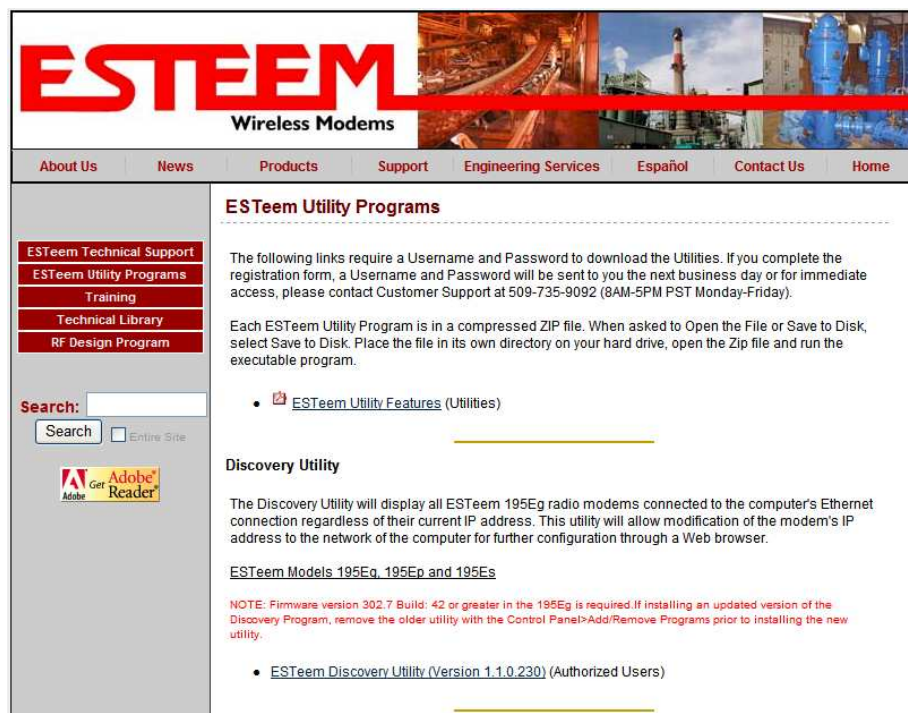 ESTEEM
Wireless Modems
About Us News Products Support Engineering Services Español Contact Us Home
ESTeem Technical Support
ESTeem Utility Programs
Training
Technical Library
RF Design Program
Search:
Search Entire Site
Adobe Get Adobe® Reader®
ESTeem Utility Programs
The following links require a Username and Password to download the Utilities. If you complete the
registration form, a Username and Password will be sent to you the next business day or for immediate
access, please contact Customer Support at 509-735-9092 (8AM-5PM PST Monday-Friday).
Each ESTeem Utility Program is in a compressed ZIP file. When asked to Open the File or Save to Disk,
select Save to Disk. Place the file in its own directory on your hard drive, open the Zip file and run the
executable program.
• ESTeem Utility Features (Utilities)
Discovery Utility
The Discovery Utility will display all ESTeem 195Eg radio modems connected to the computer's Ethernet
connection regardless of their current IP address. This utility will allow modification of the modem's IP
address to the network of the computer for further configuration through a Web browser.
ESTeem Models 195Eg, 195Ep and 195Es
NOTE: Firmware version 302.7 Build: 42 or greater in the 195Eg is required.If installing an updated version of the
Discovery Program, remove the older utility with the Control Panel>Add/Remove Programs prior to installing the new
utility.
• ESTeem Discovery Utility (Version 1.1.0.230) (Authorized Users)